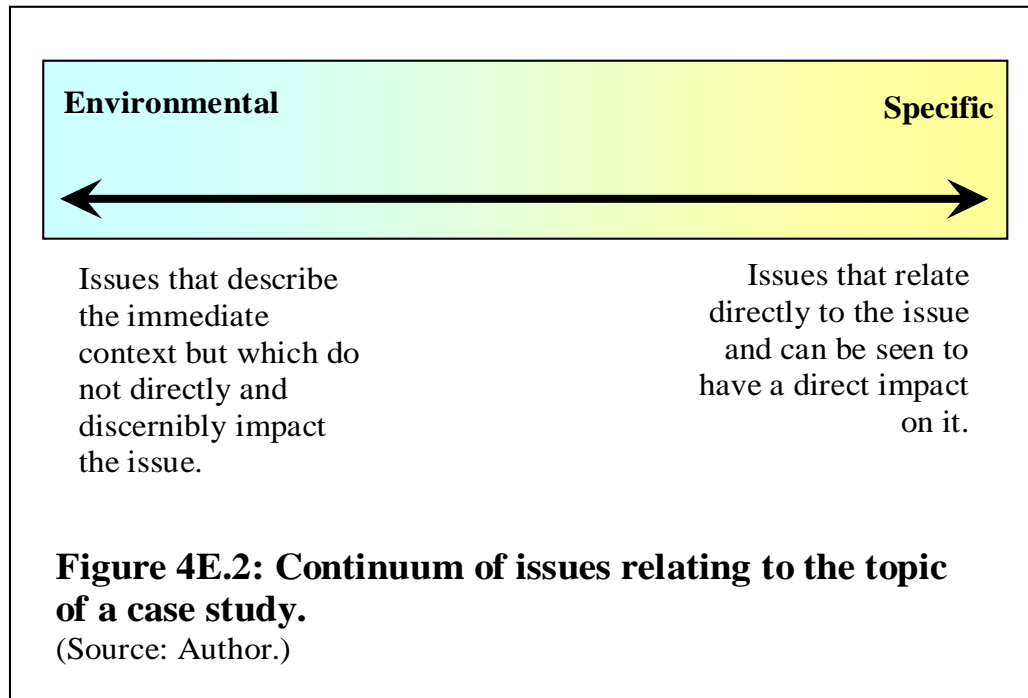 Environmental
Specific
Issues that describe
the immediate
context but which do
not directly and
discernibly impact
the issue.
Issues that relate
directly to the issue
and can be seen to
have a direct impact
on it.
Figure 4E.2: Continuum of issues relating to the topic
of a case study.
(Source: Author.)